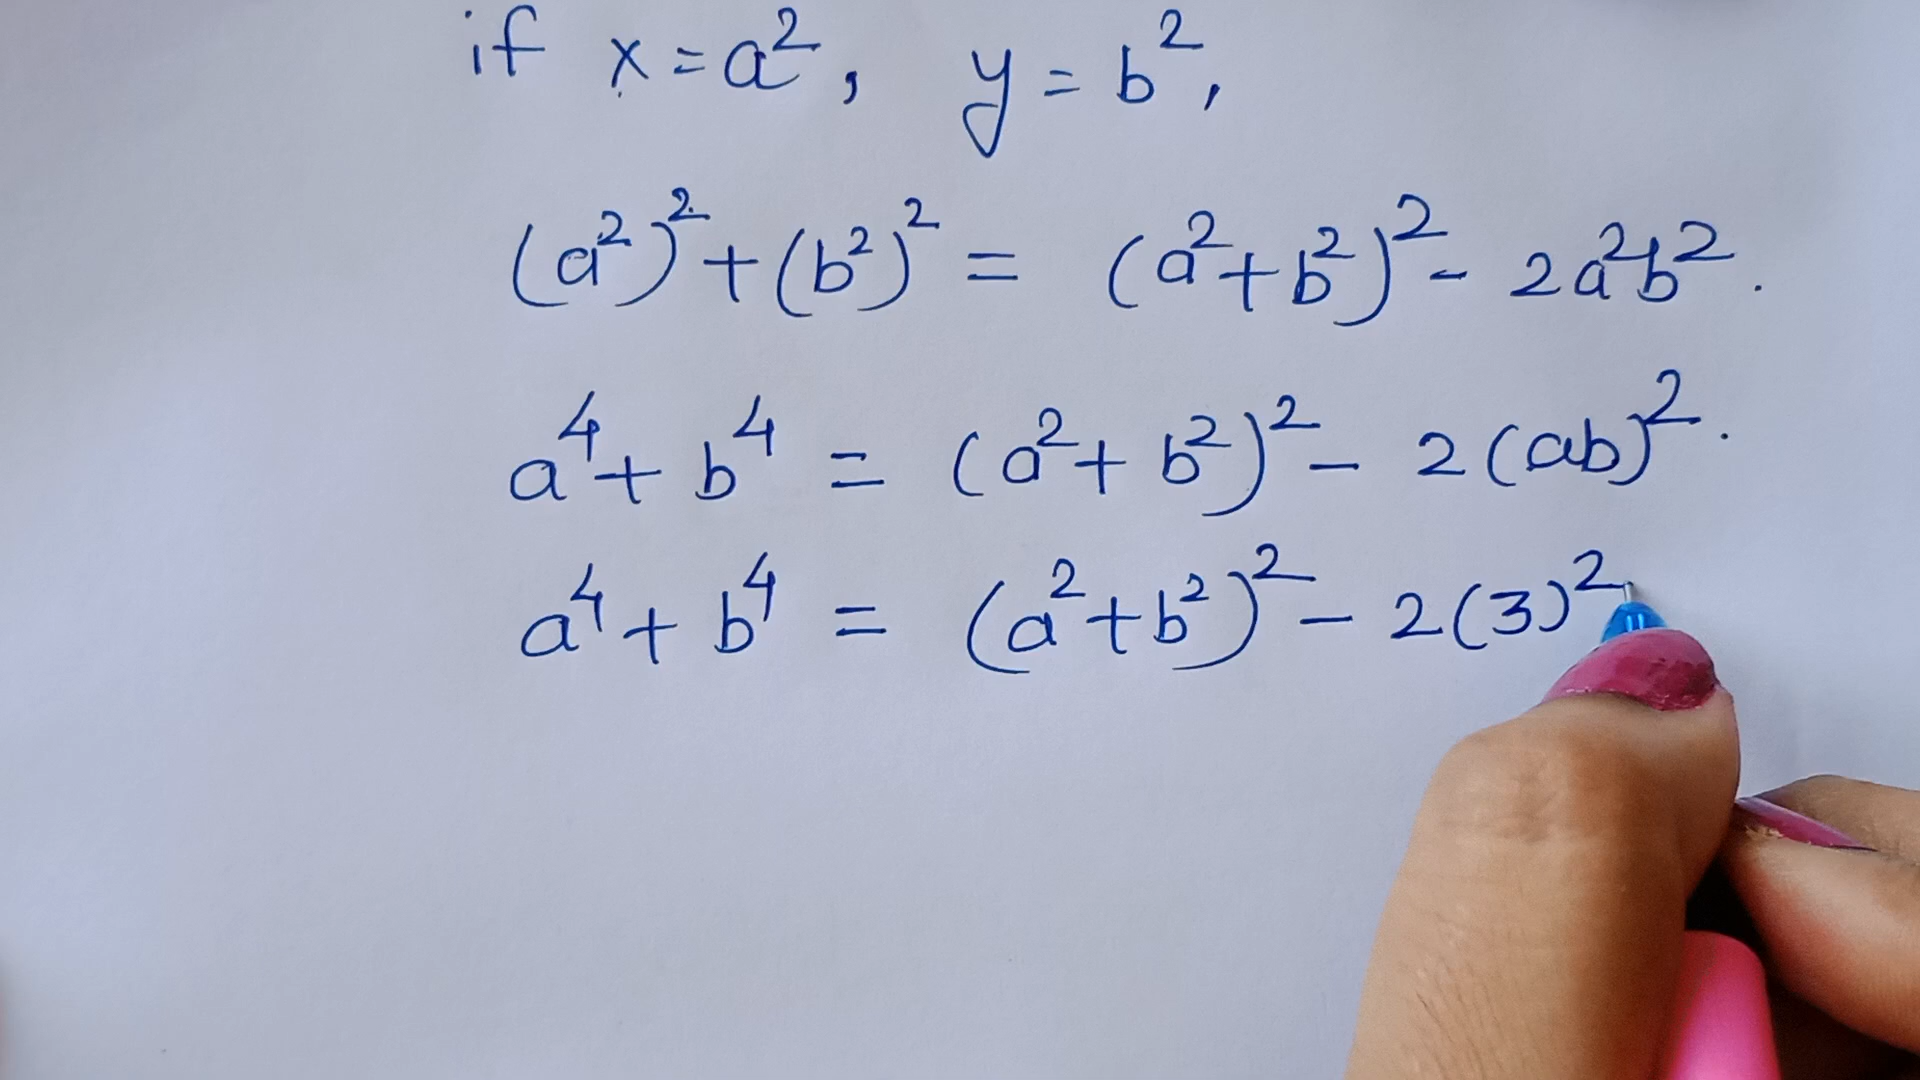 if x = a², y = b²,
(a²)² + (b²)² = (a² + b²)² - 2a²b².
a⁴ + b⁴ = (a² + b²)² - 2(ab)².
a⁴ + b⁴ = (a² + b²)² - 2(3)²